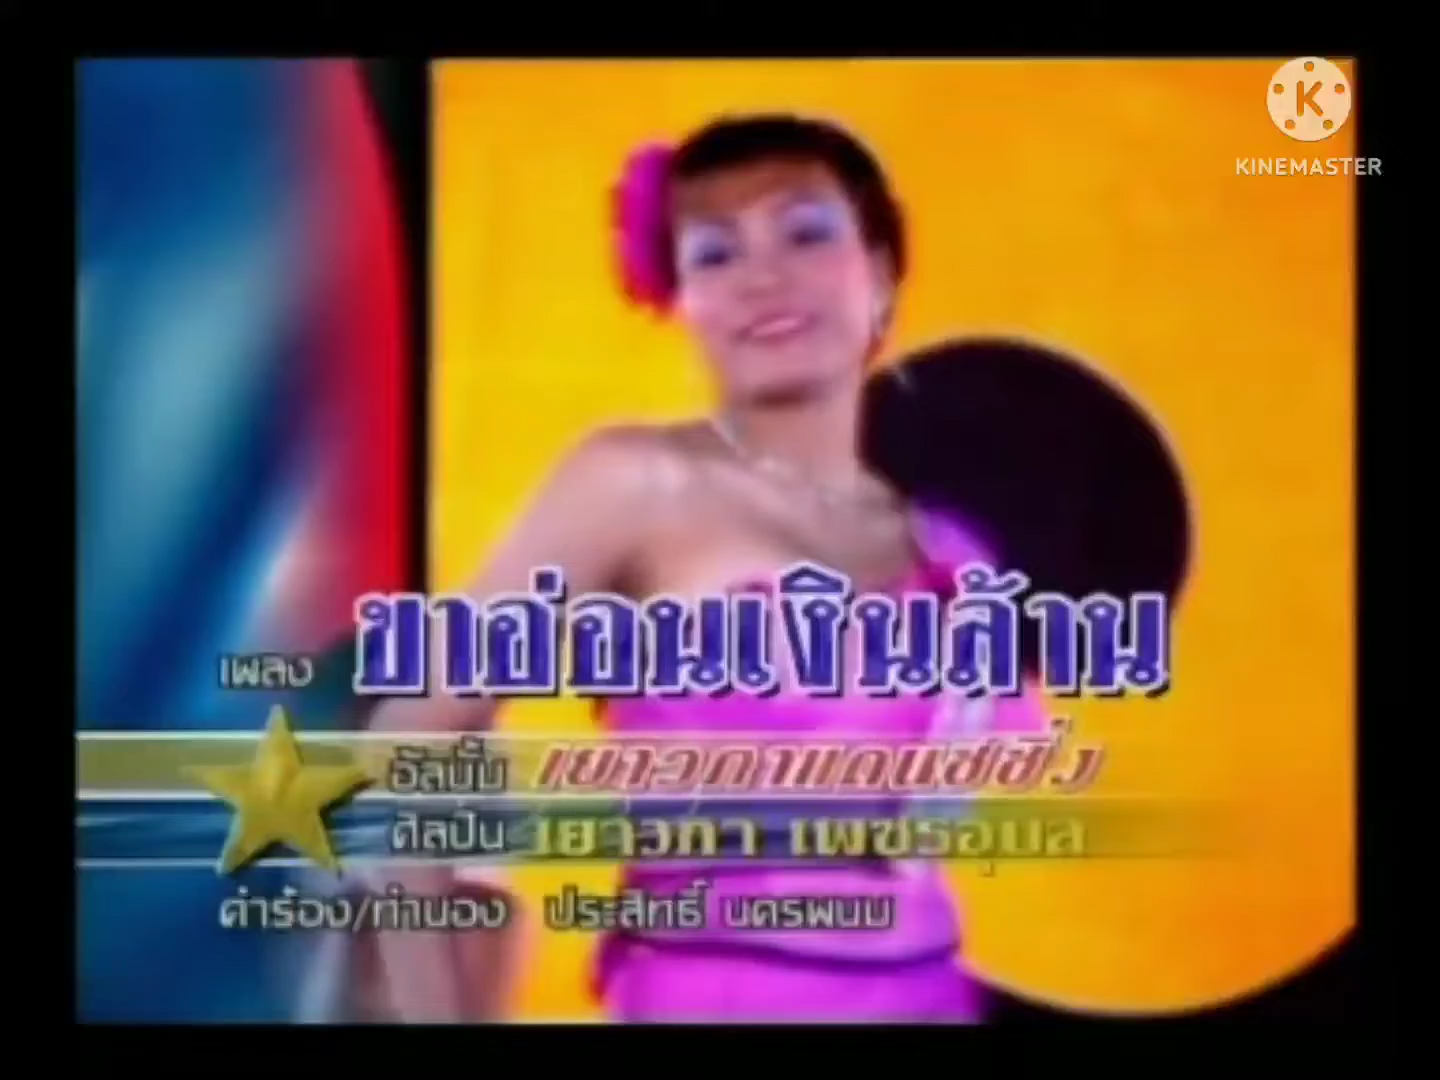 KINEMASTER
เพลง ขาอ่อนเงินล้าน
อัลบั้ม เยาวภาแดนซ์ซิ่ง
ศิลปิน เยาวภา เพชรอุบล
คำร้อง/ทำนอง ประสิทธิ์ นครพนม